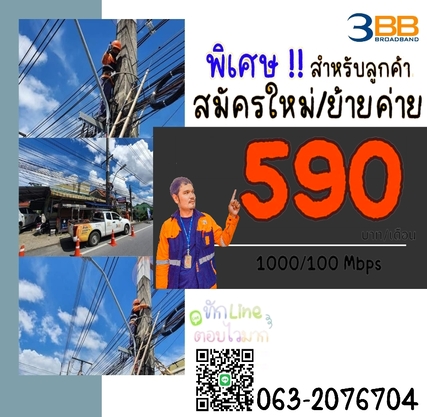 3BB
BROADBAND
พิเศษ !! สำหรับลูกค้า
สมัครใหม่/ย้ายค่าย
590
บาท/เดือน
1000/100 Mbps
ทักLine
ตอบไวมาก
063-2076704